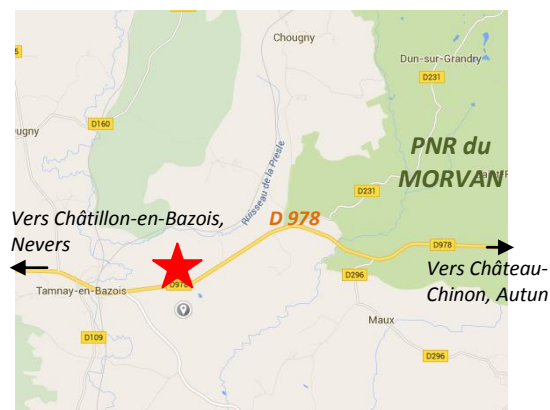 Chougny
Dun-sur-Grandry
D231
D160
PNR du
MORVAN
Ruisseau de la Presle
D231
Vers Châtillon-en-Bazois,
Nevers
D 978
D978
Vers Château-
Chinon, Autun
D296
Tamnay-en-Bazois
D978
Maux
D109
D296